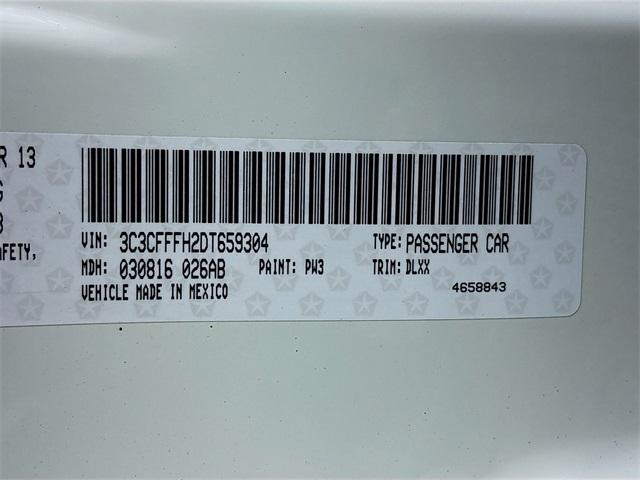 R 13
G
3
AFETY,
VIN: 3C3CFFFH2DT659304 TYPE: PASSENGER CAR
MDH: 030816 026AB PAINT: PW3 TRIM: DLXX
VEHICLE MADE IN MEXICO
4658843